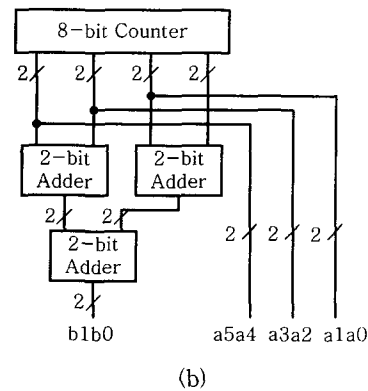 8-bit Counter
2 2 2 2
2-bit Adder 2-bit Adder
2 2 2 2 2
2-bit Adder
2
b1b0 a5a4 a3a2 a1a0
(b)